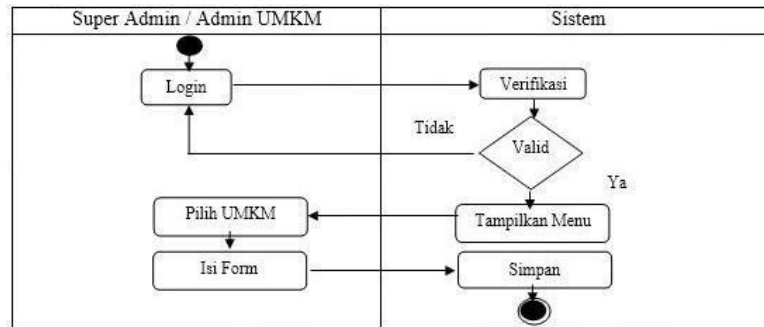 Super Admin / Admin UMKM
Sistem
Login
Verifikasi
Tidak
Valid
Ya
Pilih UMKM
Tampilkan Menu
Isi Form
Simpan